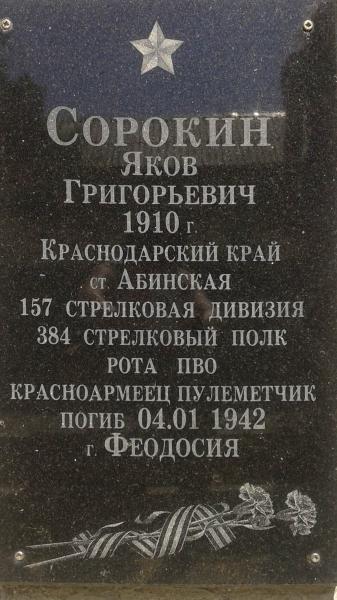 СОРОКИН
ЯКОВ
ГРИГОРЬЕВИЧ
1910 г.
КРАСНОДАРСКИЙ КРАЙ
ст. АБИНСКАЯ
157 СТРЕЛКОВАЯ ДИВИЗИЯ
384 СТРЕЛКОВЫЙ ПОЛК
РОТА ПВО
КРАСНОАРМЕЕЦ ПУЛЕМЕТЧИК
ПОГИБ 04.01 1942
г. ФЕОДОСИЯ